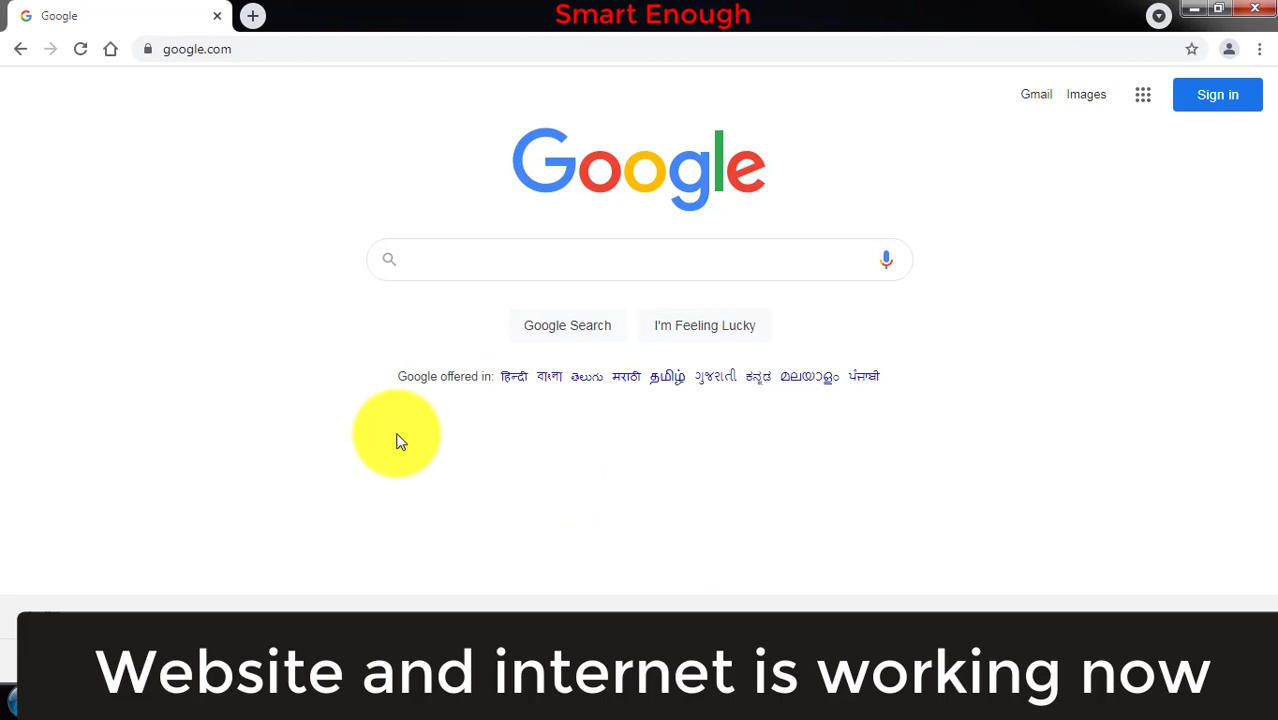 Google
Smart Enough
google.com
Gmail Images
Sign in
Google
Google Search I'm Feeling Lucky
Google offered in: हिन्दी বাংলা తెలుగు मराठी தமிழ் ગુજરાતી ಕನ್ನಡ മലയാളം ਪੰਜਾਬੀ
Website and internet is working now